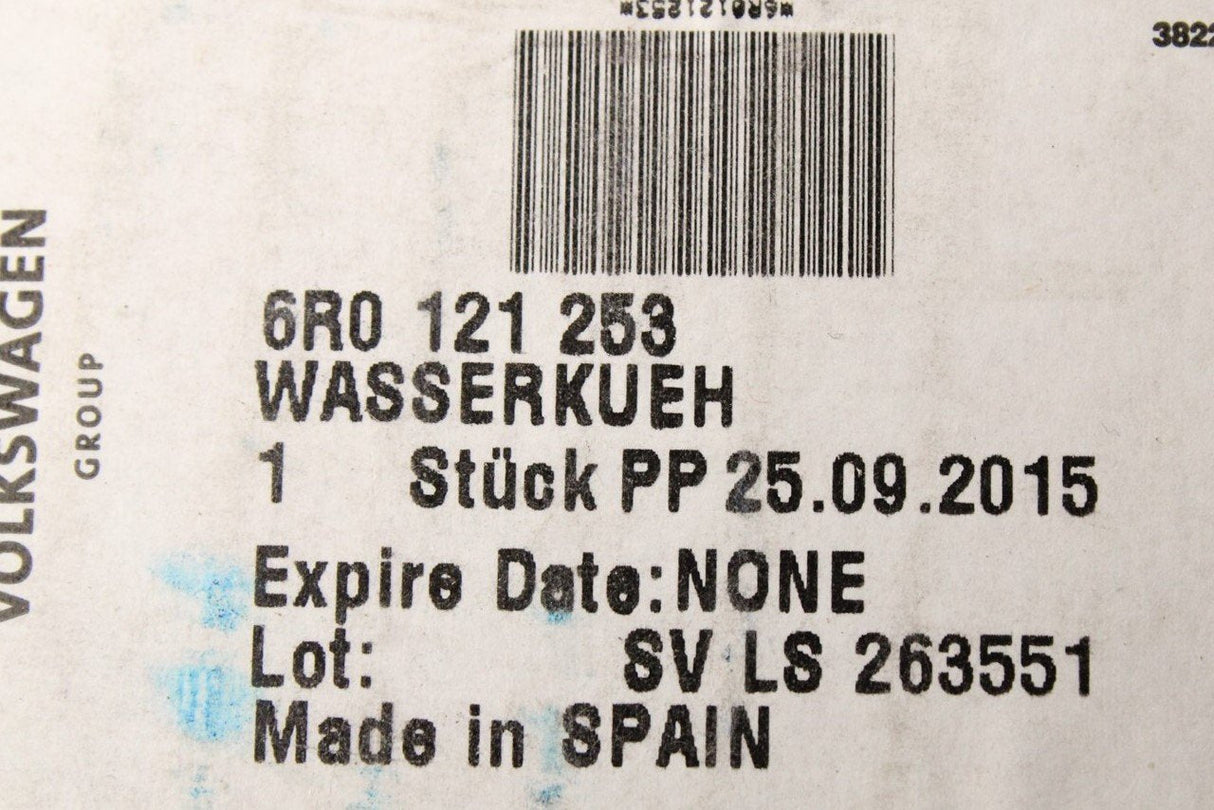 *6R0121253*
3822
VOLKSWAGEN
GROUP
6R0 121 253
WASSERKUEH
1 Stück PP 25.09.2015
Expire Date:NONE
Lot: SV LS 263551
Made in SPAIN